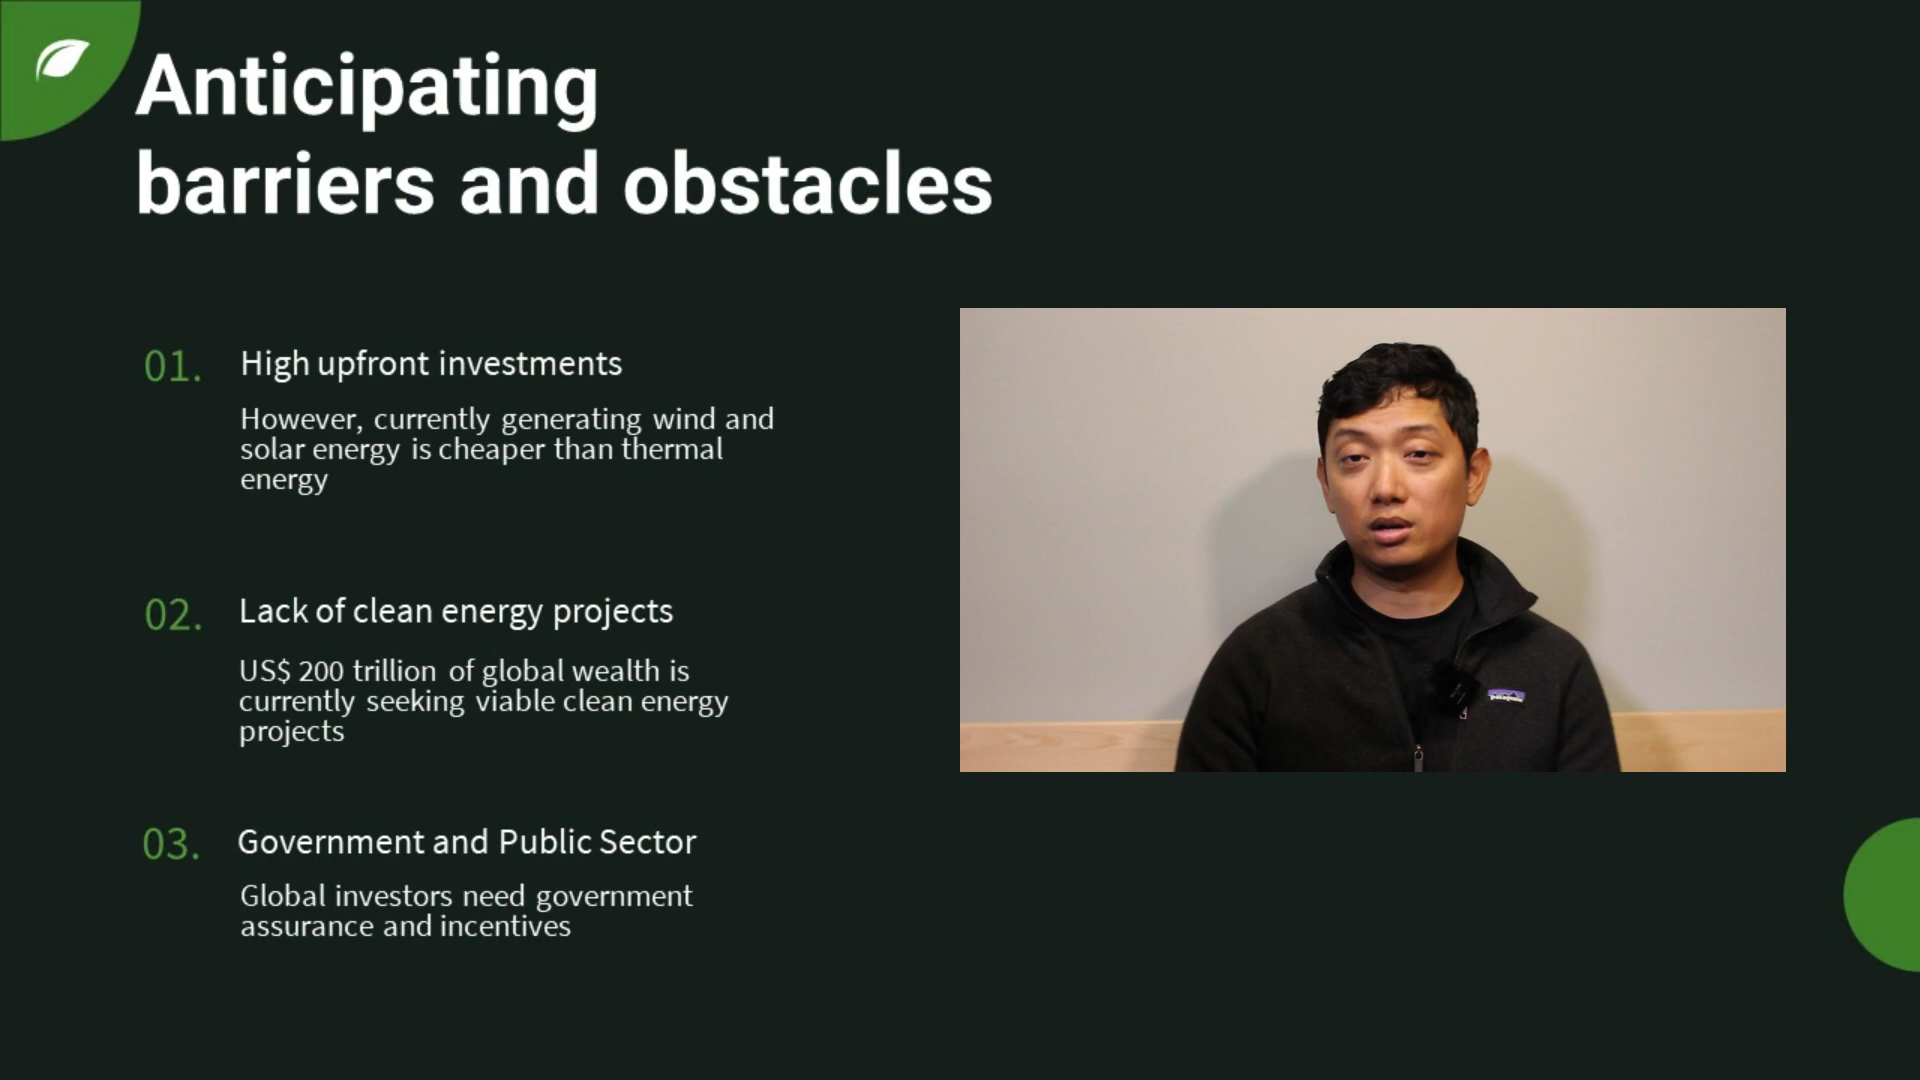 Anticipating
barriers and obstacles
01. High upfront investments
However, currently generating wind and
solar energy is cheaper than thermal
energy
02. Lack of clean energy projects
US$ 200 trillion of global wealth is
currently seeking viable clean energy
projects
03. Government and Public Sector
Global investors need government
assurance and incentives
patagonia